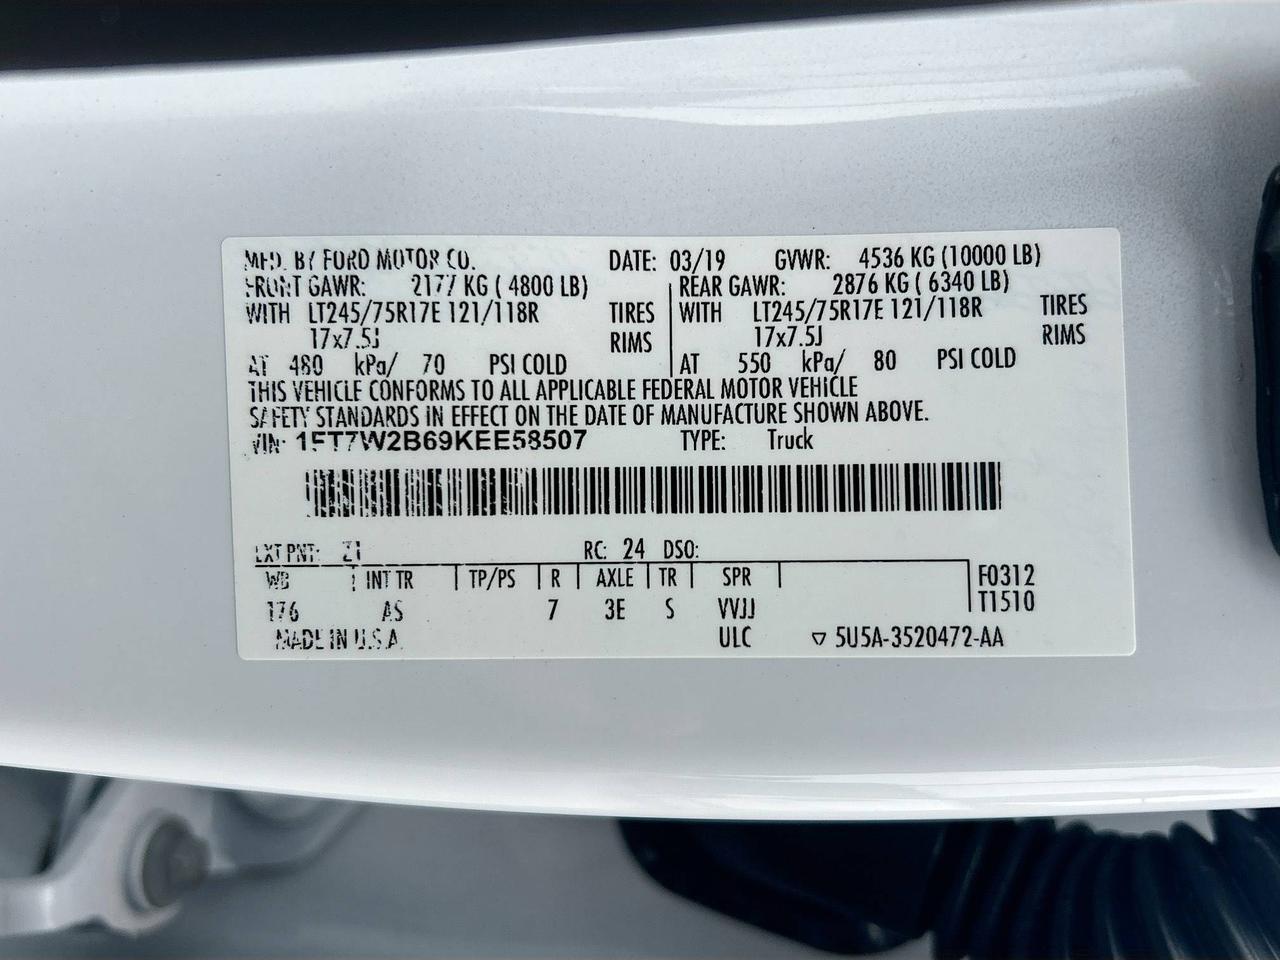 MFD. BY FORD MOTOR CO. DATE: 03/19 GVWR: 4536 KG (10000 LB)
FRONT GAWR: 2177 KG ( 4800 LB) REAR GAWR: 2876 KG ( 6340 LB)
WITH LT245/75R17E 121/118R TIRES WITH LT245/75R17E 121/118R TIRES
17x7.5J RIMS 17x7.5J RIMS
AT 480 kPa/ 70 PSI COLD AT 550 kPa/ 80 PSI COLD
THIS VEHICLE CONFORMS TO ALL APPLICABLE FEDERAL MOTOR VEHICLE
SAFETY STANDARDS IN EFFECT ON THE DATE OF MANUFACTURE SHOWN ABOVE.
VIN: 1FT7W2B69KEE58507 TYPE: Truck
EXT PNT: Z1 RC: 24 DSO:
WB INT TR TP/PS R AXLE TR SPR F0312
176 AS 7 3E S VVJJ T1510
MADE IN U.S.A. ULC ▽ 5U5A-3520472-AA